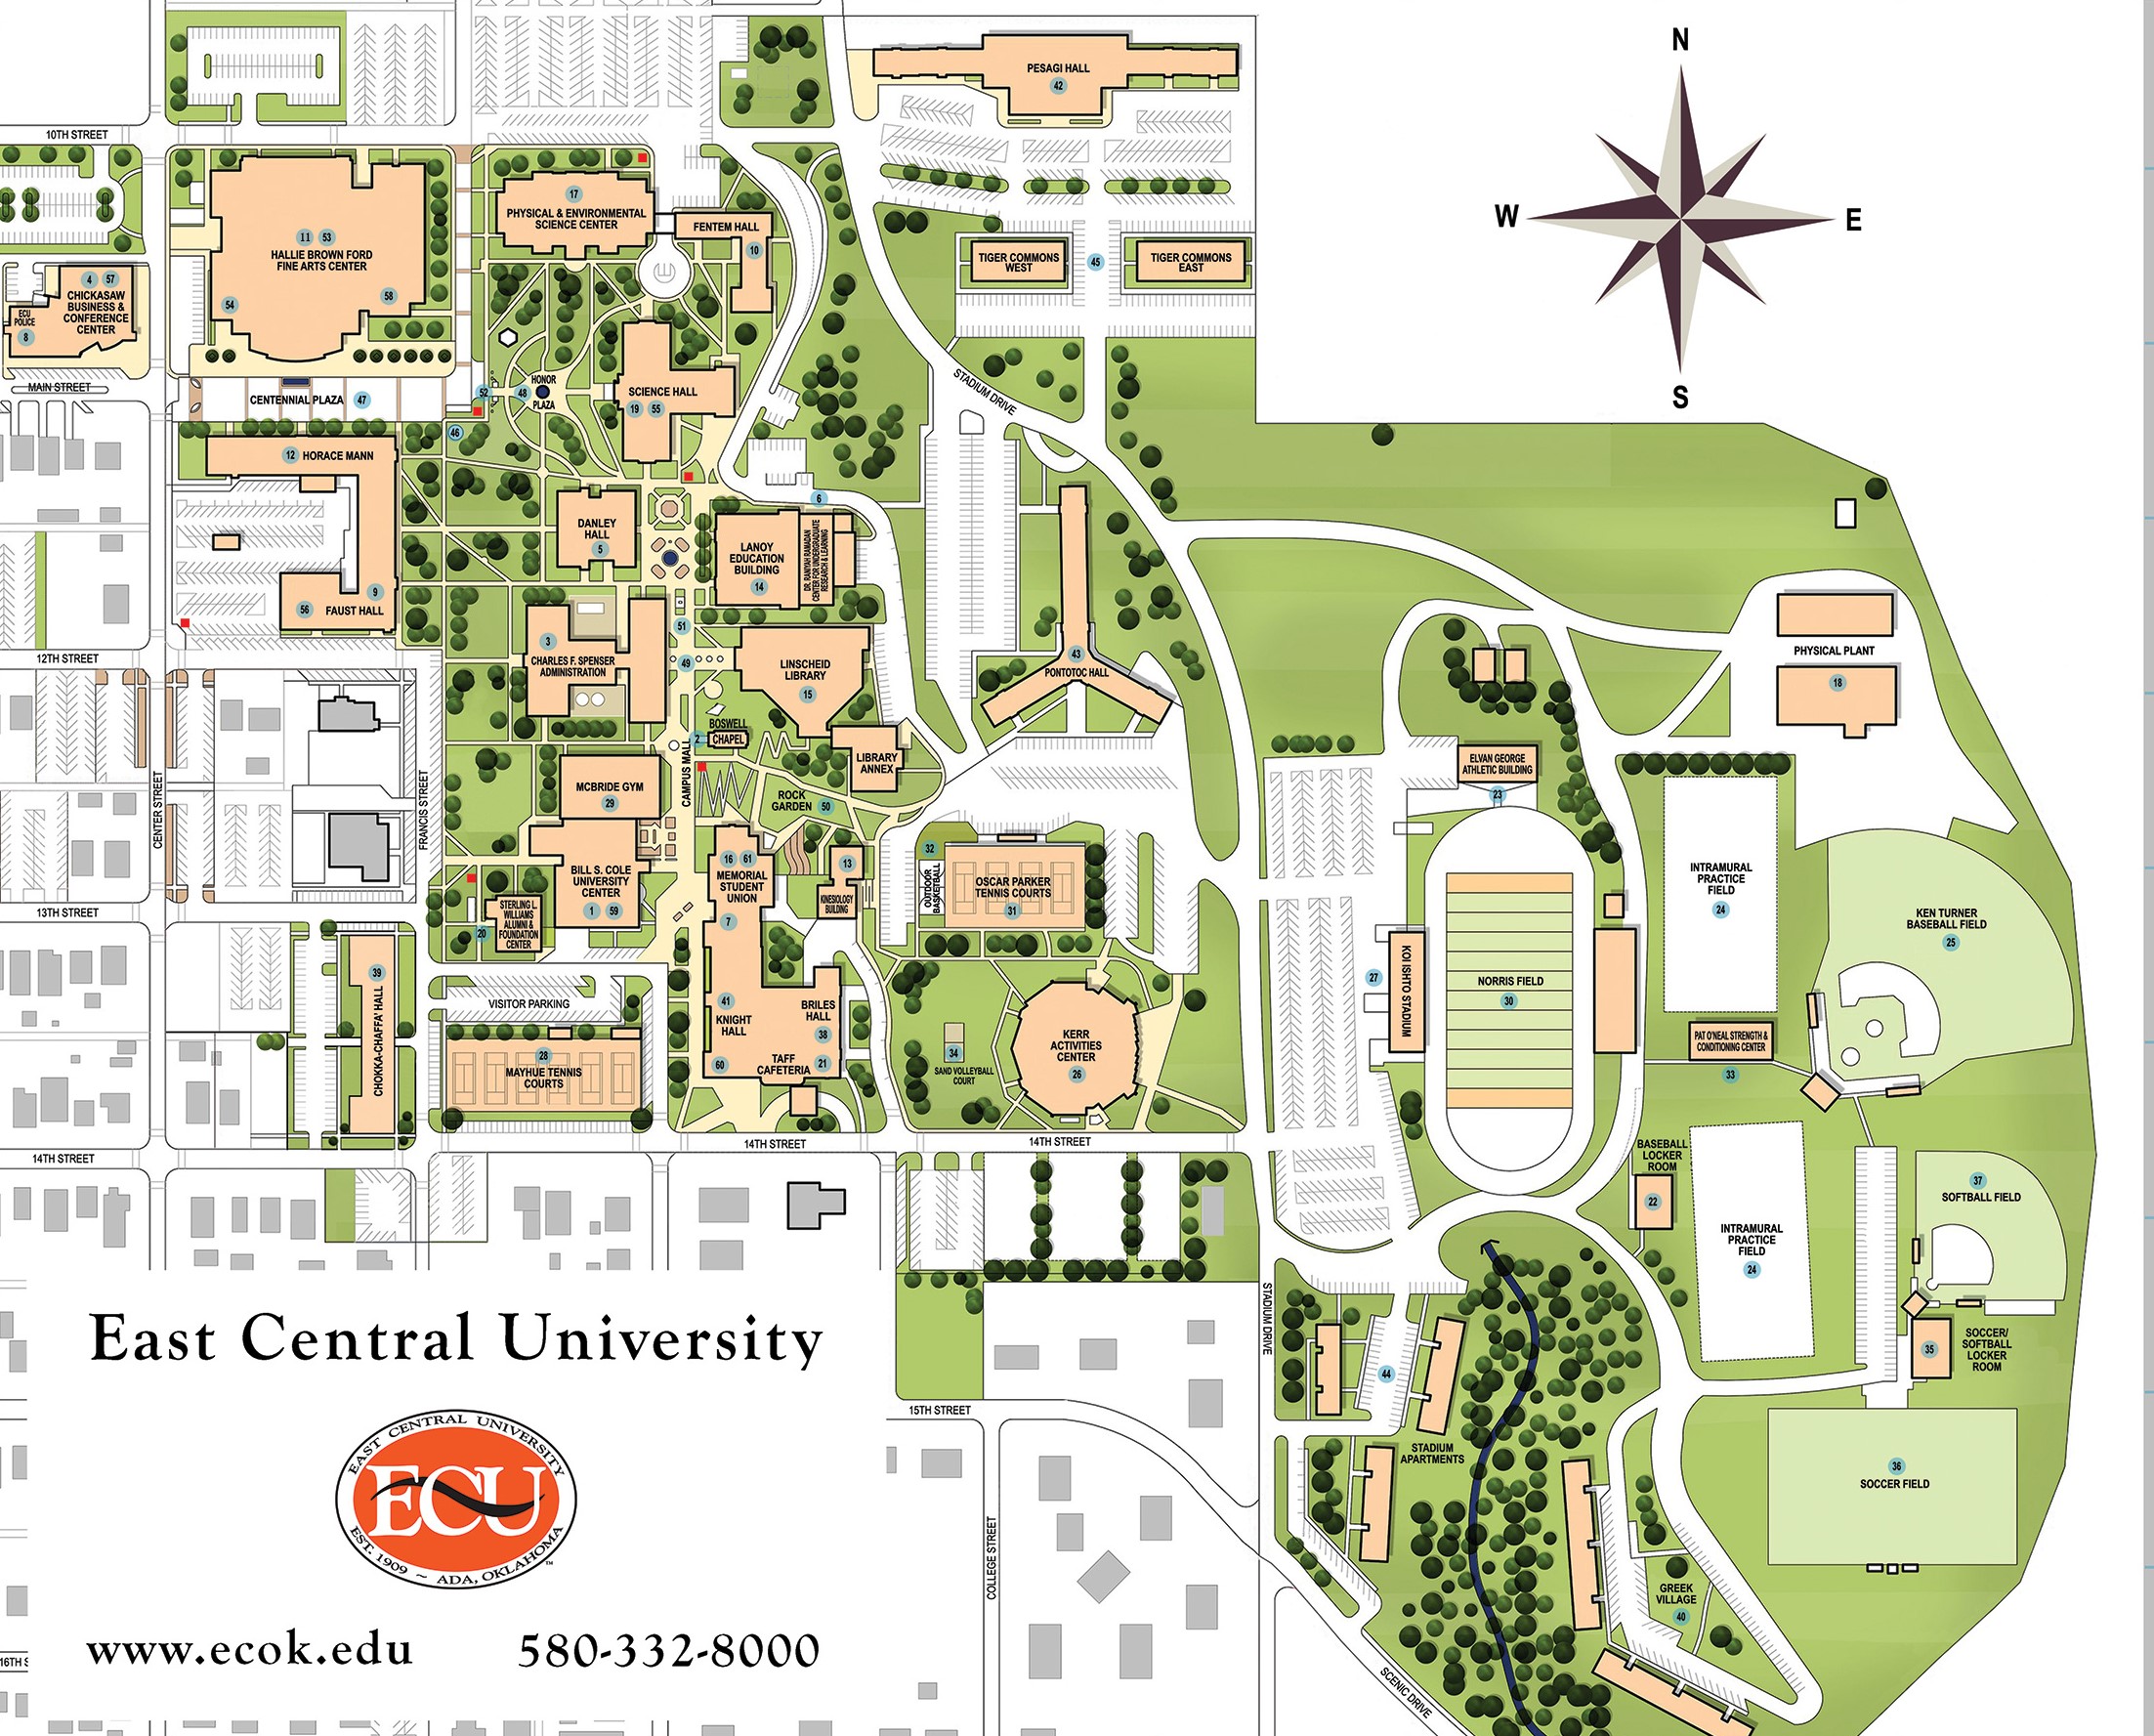 N
W
E
S
PESAGI HALL
42
10TH STREET
17
PHYSICAL & ENVIRONMENTAL
SCIENCE CENTER
FENTEM HALL
10
11 53
HALLIE BROWN FORD
FINE ARTS CENTER
54
58
TIGER COMMONS
WEST
45
TIGER COMMONS
EAST
4 57
CHICKASAW
BUSINESS &
CONFERENCE
CENTER
ECU
POLICE
8
MAIN STREET
CENTENNIAL PLAZA 47
52
48
HONOR
PLAZA
SCIENCE HALL
19 55
STADIUM DRIVE
46
12 HORACE MANN
6
DANLEY
HALL
5
LANOY
EDUCATION
BUILDING
14
DR. RANIYAH RAMADAN
CENTER FOR UNDERGRADUATE
RESEARCH & LEARNING
9
56 FAUST HALL
12TH STREET
51
3
CHARLES F. SPENSER
ADMINISTRATION
49
LINSCHEID
LIBRARY
15
43
PONTOTOC HALL
PHYSICAL PLANT
18
BOSWELL
2 CHAPEL
LIBRARY
ANNEX
CAMPUS MALL
MCBRIDE GYM
29
ROCK
GARDEN 50
ELVAN GEORGE
ATHLETIC BUILDING
23
CENTER STREET
FRANCIS STREET
16 61
MEMORIAL
STUDENT
UNION
7
13
KINESIOLOGY
BUILDING
32
OUTDOOR
BASKETBALL
OSCAR PARKER
TENNIS COURTS
31
INTRAMURAL
PRACTICE
FIELD
24
KEN TURNER
BASEBALL FIELD
25
BILL S. COLE
UNIVERSITY
CENTER
1 59
STERLING L.
WILLIAMS
ALUMNI &
FOUNDATION
CENTER
20
13TH STREET
39
CHOKKA-CHAFFA' HALL
VISITOR PARKING
28
MAYHUE TENNIS
COURTS
41
KNIGHT
HALL
BRILES
HALL
38
60
TAFF
CAFETERIA
21
34
SAND VOLLEYBALL
COURT
KERR
ACTIVITIES
CENTER
26
27
KOI ISHTO STADIUM
NORRIS FIELD
30
PAT O'NEAL STRENGTH &
CONDITIONING CENTER
33
14TH STREET
14TH STREET
14TH STREET
BASEBALL
LOCKER
ROOM
22
INTRAMURAL
PRACTICE
FIELD
24
37
SOFTBALL FIELD
35
SOCCER/
SOFTBALL
LOCKER
ROOM
STADIUM DRIVE
44
STADIUM
APARTMENTS
15TH STREET
COLLEGE STREET
36
SOCCER FIELD
GREEK
VILLAGE
40
SCENIC DRIVE
16TH S
East Central University
EAST CENTRAL UNIVERSITY
ECU
EST. 1909 ~ ADA, OKLAHOMA
TM
www.ecok.edu 580-332-8000